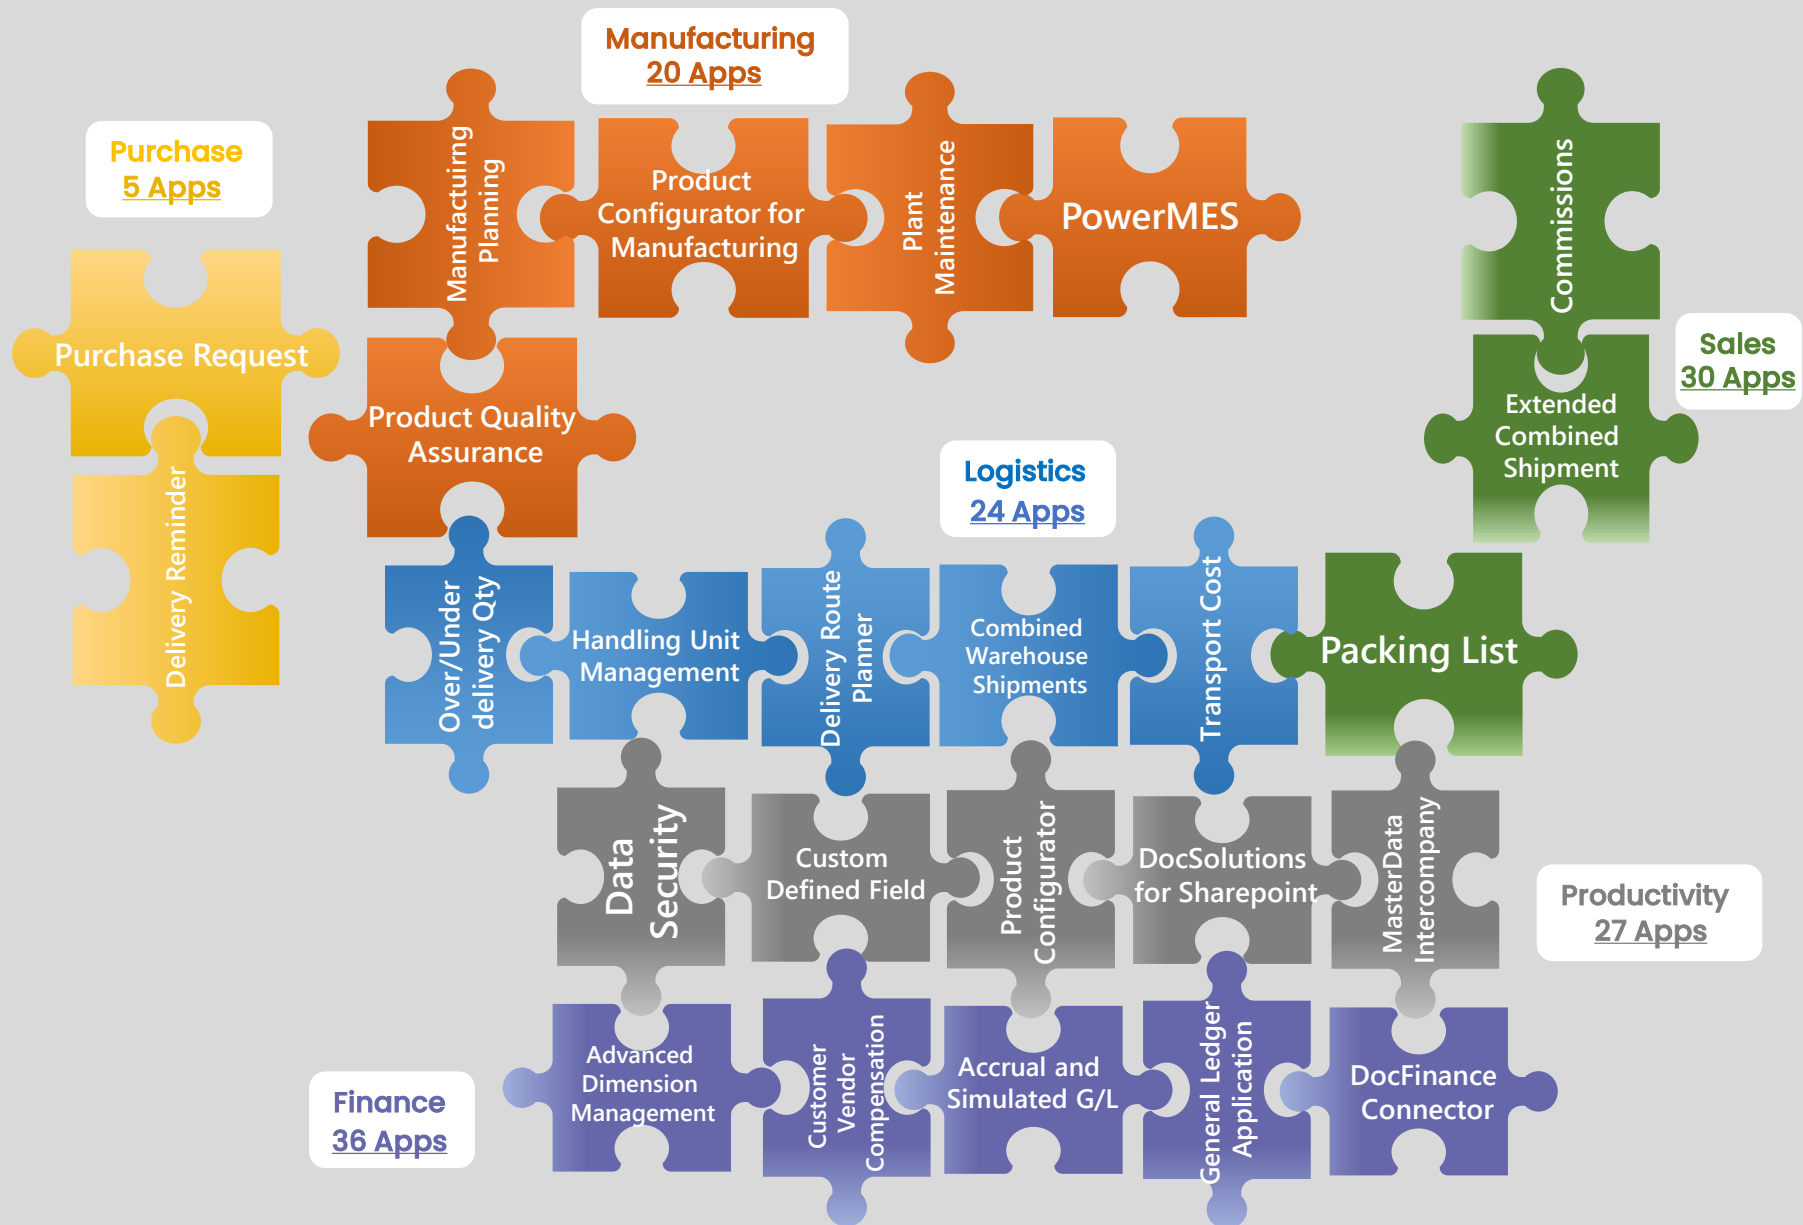 Manufacturing
20 Apps
Purchase
5 Apps
Manufactuirng
Planning
Product
Configurator for
Manufacturing
Plant
Maintenance
PowerMES
Commissions
Purchase Request
Sales
30 Apps
Product Quality
Assurance
Extended
Combined
Shipment
Delivery Reminder
Logistics
24 Apps
Over/Under
delivery Qty
Handling Unit
Management
Delivery Route
Planner
Combined
Warehouse
Shipments
Transport Cost
Packing List
Data
Security
Custom
Defined Field
Product
Configurator
DocSolutions
for Sharepoint
MasterData
Intercompany
Productivity
27 Apps
Finance
36 Apps
Advanced
Dimension
Management
Customer
Vendor
Compensation
Accrual and
Simulated G/L
General Ledger
Application
DocFinance
Connector